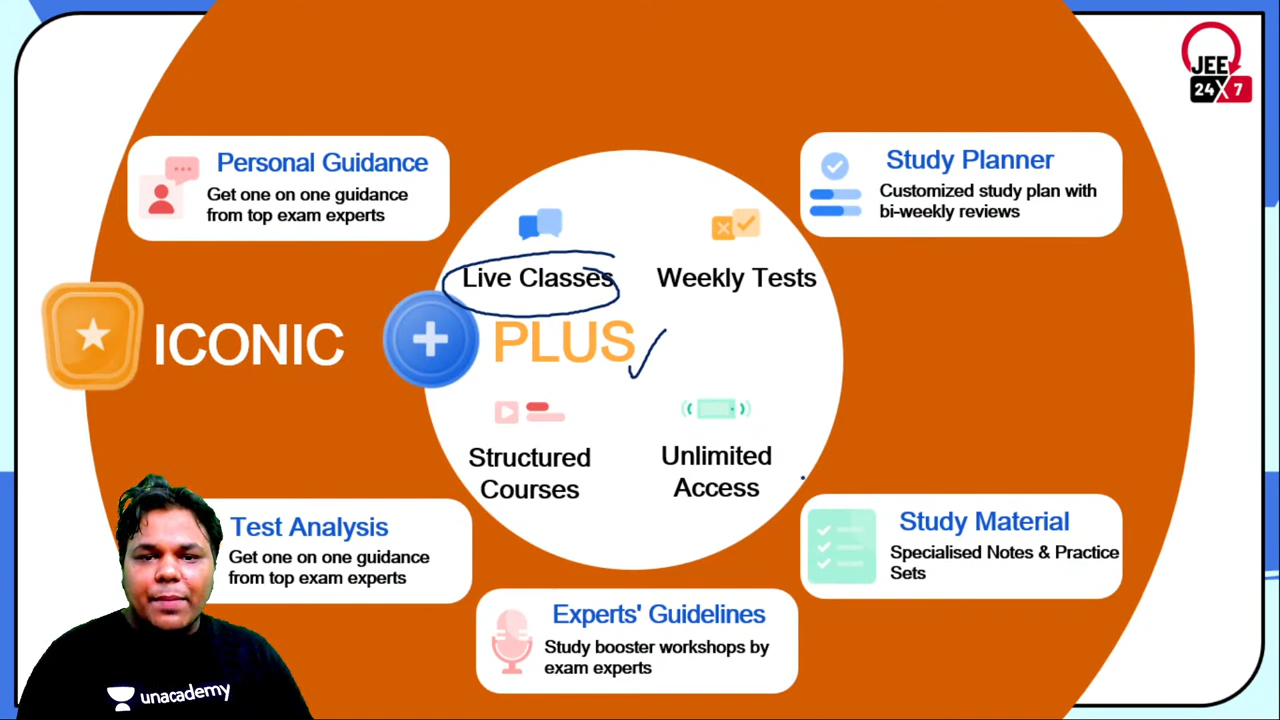 JEE
24X7
Personal Guidance
Get one on one guidance
from top exam experts
Study Planner
Customized study plan with
bi-weekly reviews
Live Classes
Weekly Tests
ICONIC
PLUS
Structured
Courses
Unlimited
Access
Test Analysis
Get one on one guidance
from top exam experts
Study Material
Specialised Notes & Practice
Sets
Experts' Guidelines
Study booster workshops by
exam experts
unacademy